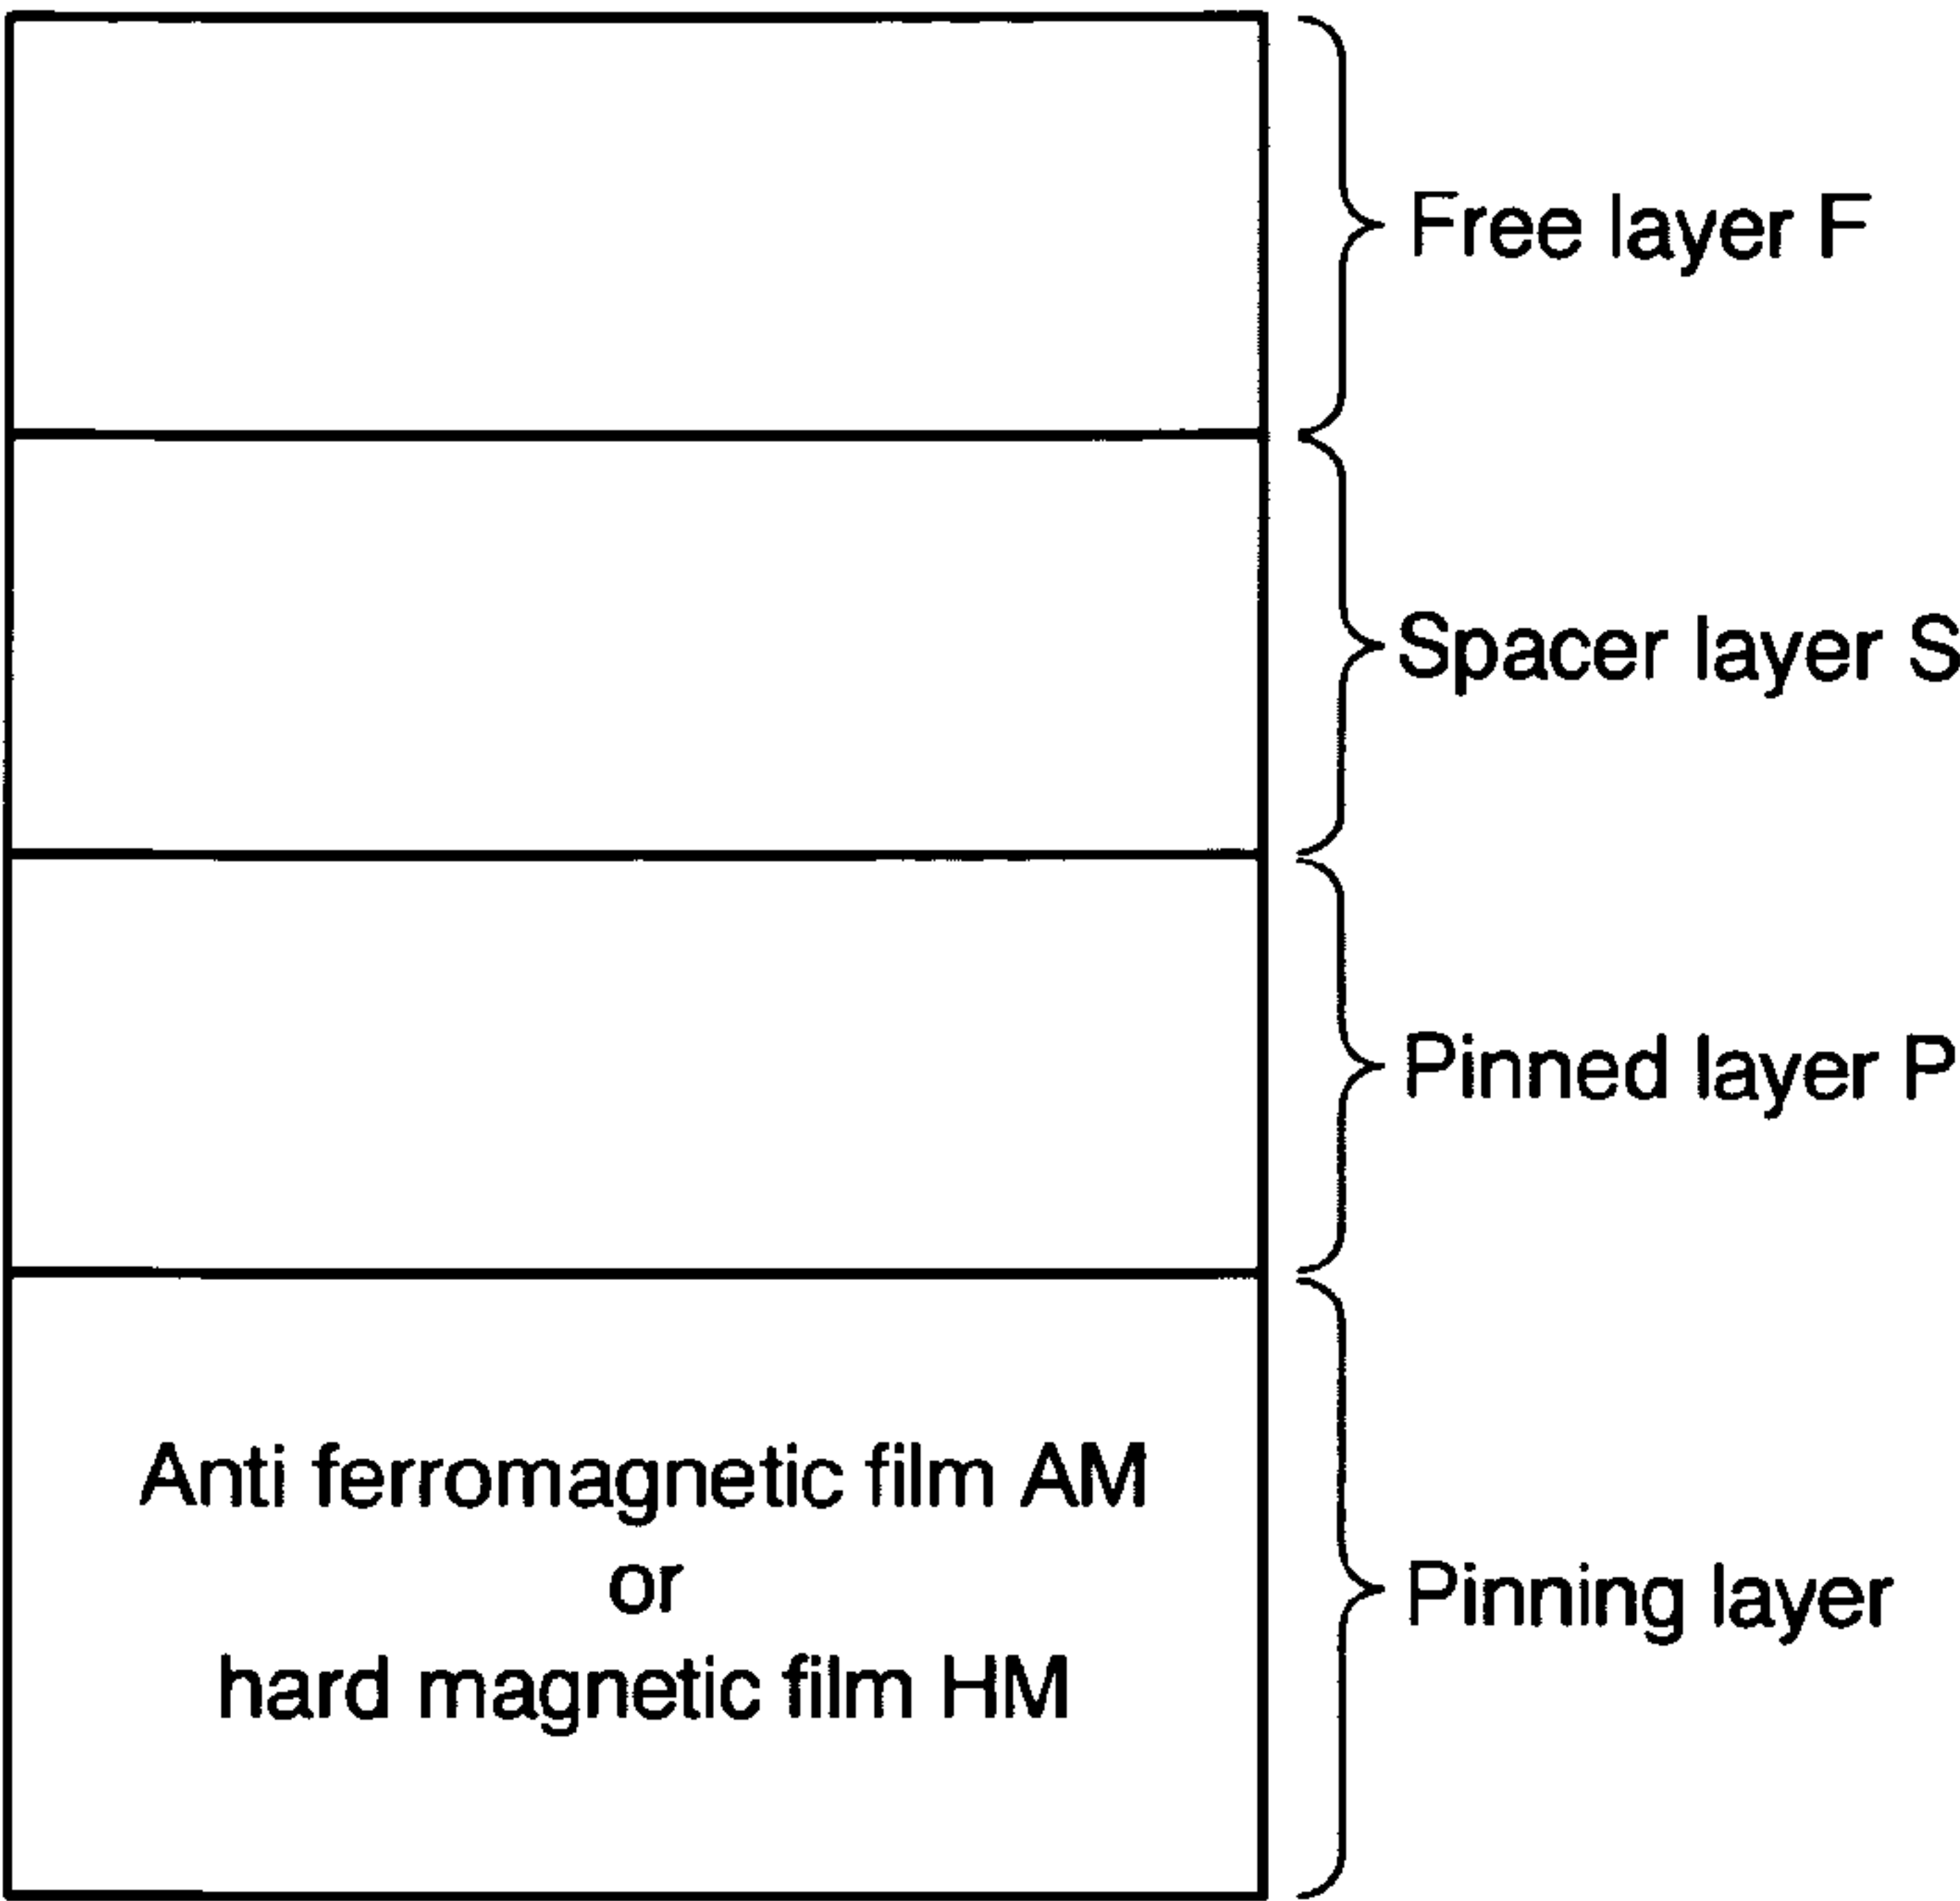 Free layer F
Spacer layer S
Pinned layer P
Anti ferromagnetic film AM
or
hard magnetic film HM
Pinning layer